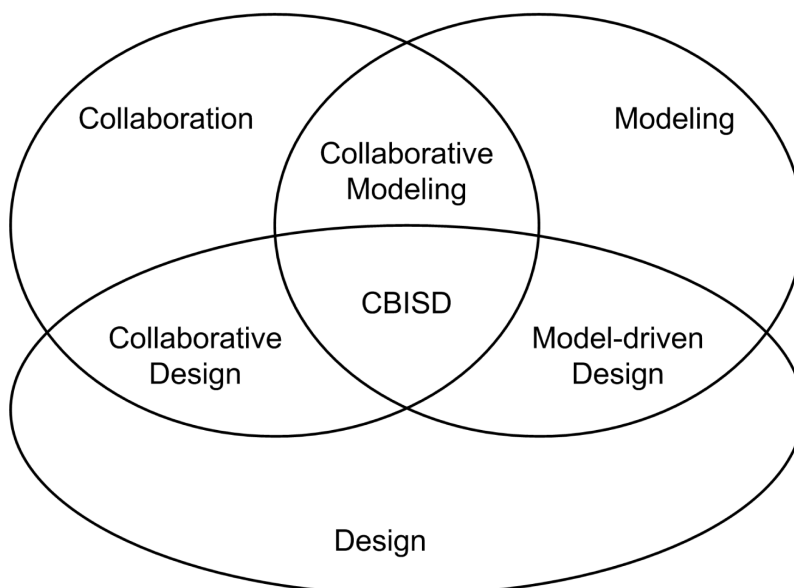 Collaboration
Modeling
Collaborative
Modeling
CBISD
Collaborative
Design
Model-driven
Design
Design